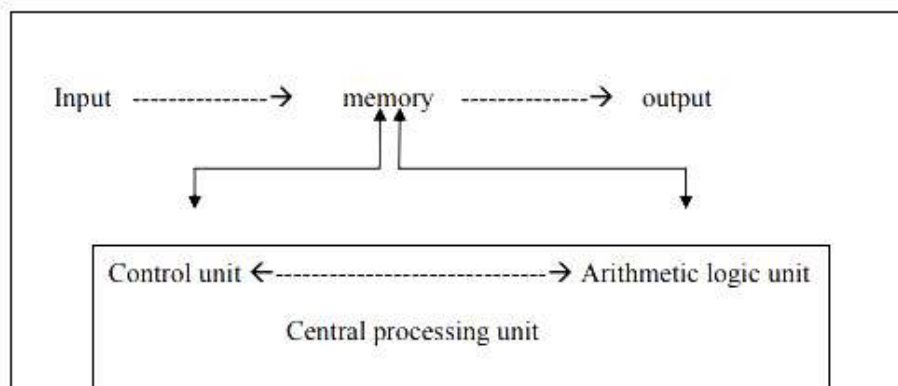 Input --------------→ memory --------------→ output
Control unit ←----------------------------→ Arithmetic logic unit
Central processing unit